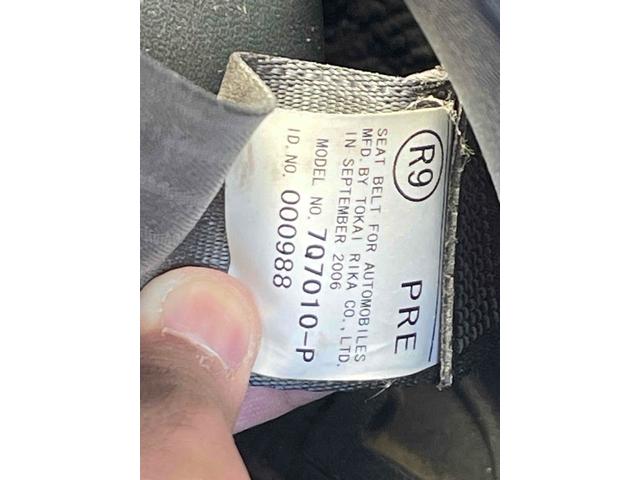 R9 PRE
SEAT BELT FOR AUTOMOBILES
MFD. BY TOKAI RIKA CO., LTD.
IN SEPTEMBER 2006
MODEL NO. 7Q7010-P
ID.NO. 000988